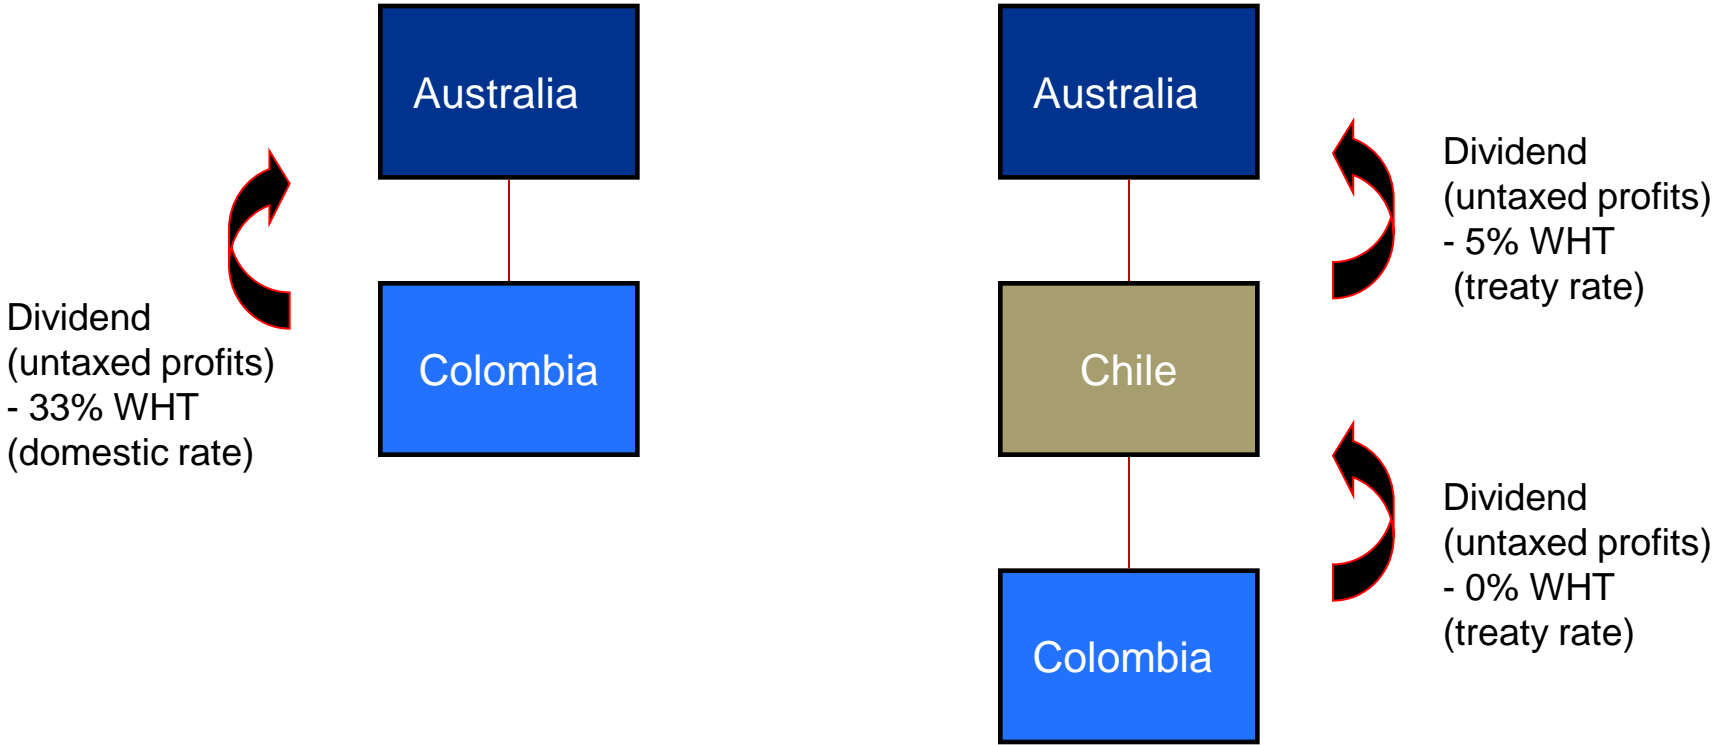 Australia
Colombia
Dividend
(untaxed profits)
- 33% WHT
(domestic rate)
Australia
Chile
Colombia
Dividend
(untaxed profits)
- 5% WHT
(treaty rate)
Dividend
(untaxed profits)
- 0% WHT
(treaty rate)